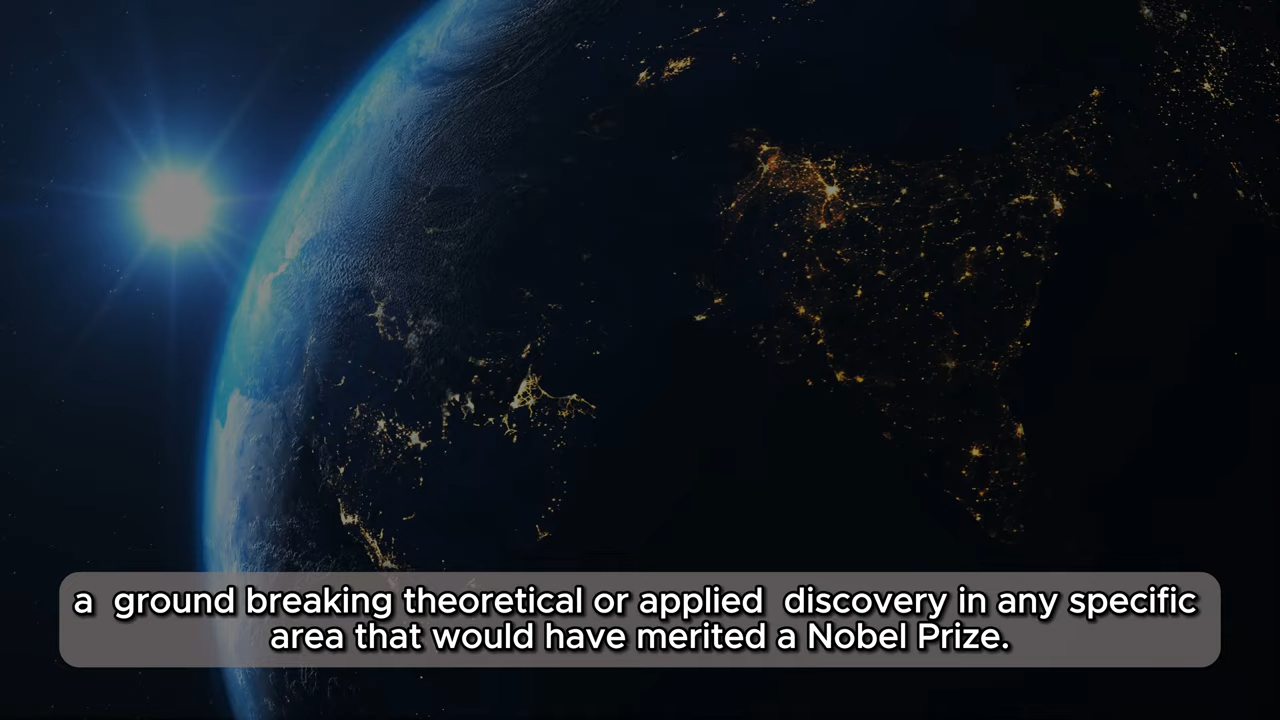 a ground breaking theoretical or applied discovery in any specific
area that would have merited a Nobel Prize.